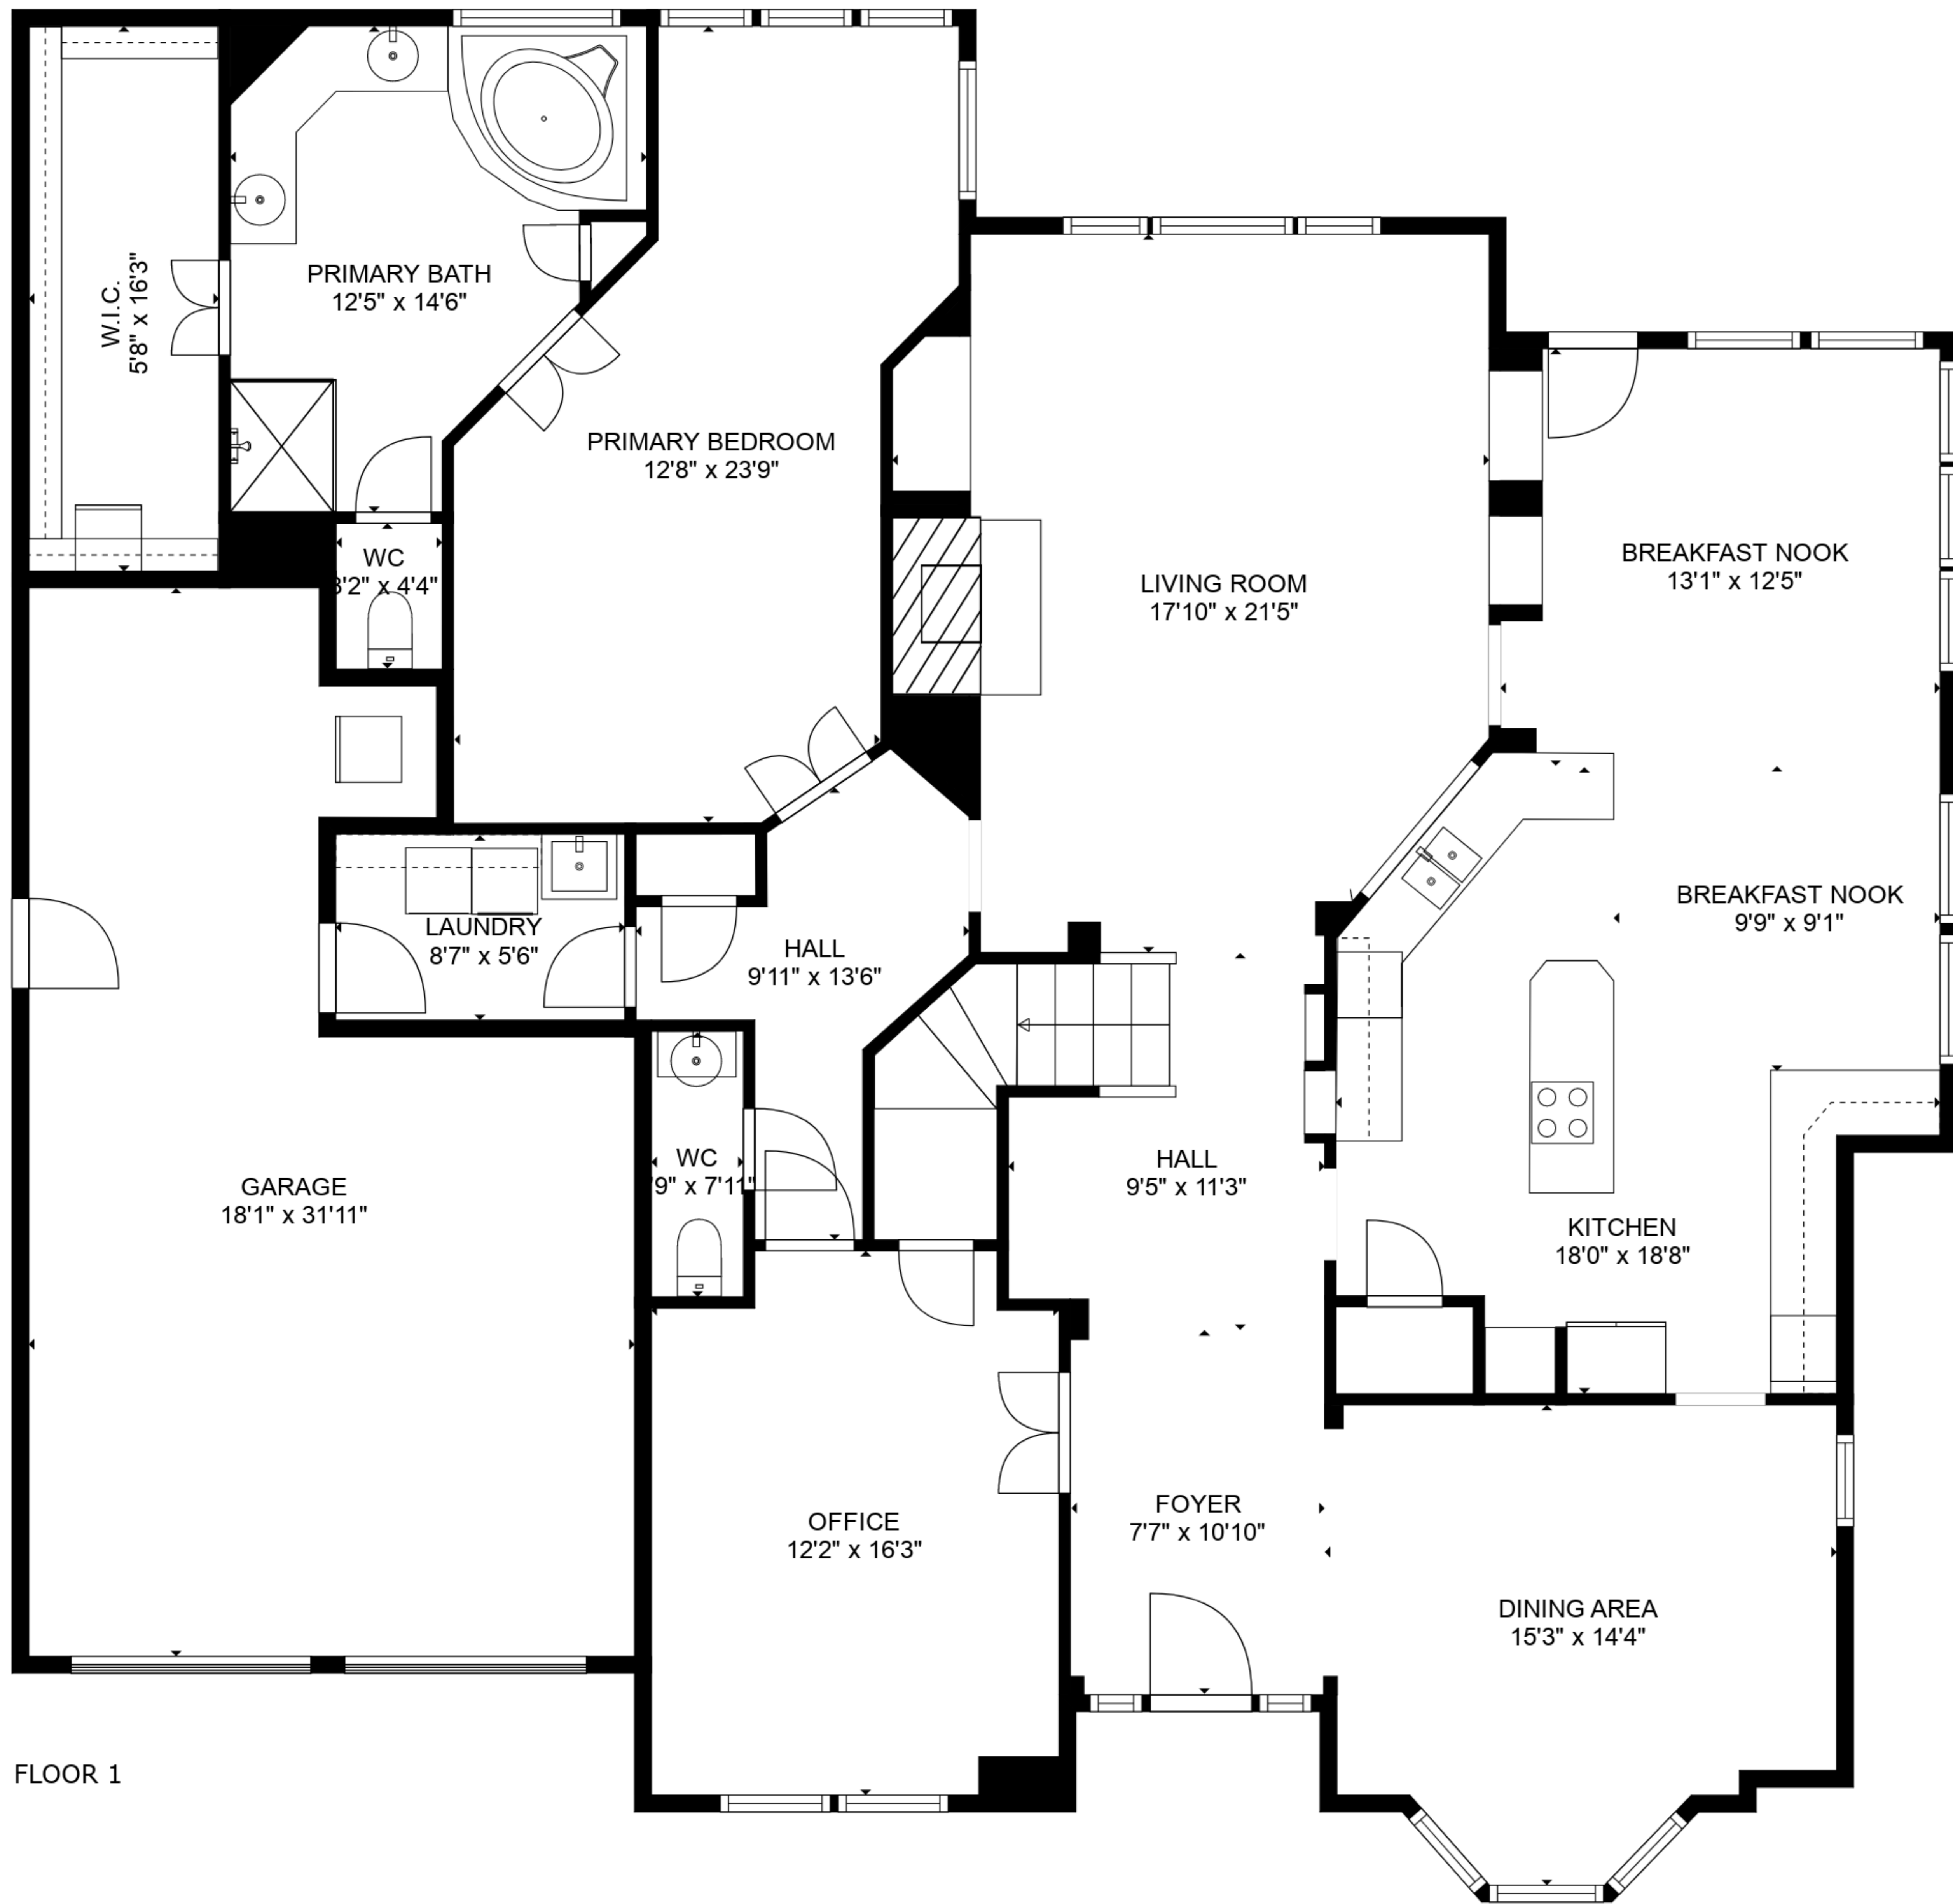 PRIMARY BATH
12'5" x 14'6"
W.I.C.
5'8" x 16'3"
PRIMARY BEDROOM
12'8" x 23'9"
WC
3'2" x 4'4"
LIVING ROOM
17'10" x 21'5"
BREAKFAST NOOK
13'1" x 12'5"
BREAKFAST NOOK
9'9" x 9'1"
LAUNDRY
8'7" x 5'6"
HALL
9'11" x 13'6"
WC
'9" x 7'11"
HALL
9'5" x 11'3"
GARAGE
18'1" x 31'11"
KITCHEN
18'0" x 18'8"
OFFICE
12'2" x 16'3"
FOYER
7'7" x 10'10"
DINING AREA
15'3" x 14'4"
FLOOR 1